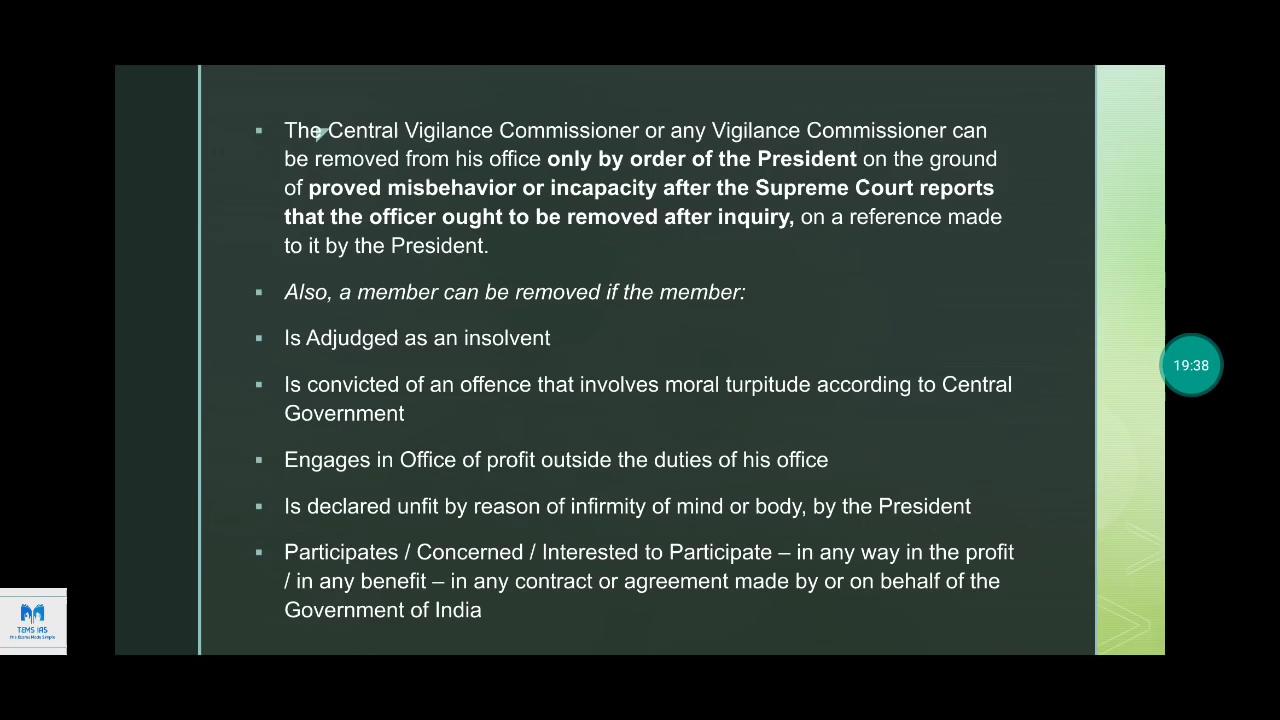 The Central Vigilance Commissioner or any Vigilance Commissioner can
be removed from his office only by order of the President on the ground
of proved misbehavior or incapacity after the Supreme Court reports
that the officer ought to be removed after inquiry, on a reference made
to it by the President.
Also, a member can be removed if the member:
Is Adjudged as an insolvent
Is convicted of an offence that involves moral turpitude according to Central
Government
Engages in Office of profit outside the duties of his office
Is declared unfit by reason of infirmity of mind or body, by the President
Participates / Concerned / Interested to Participate – in any way in the profit
/ in any benefit – in any contract or agreement made by or on behalf of the
Government of India
19:38
TEMS IAS